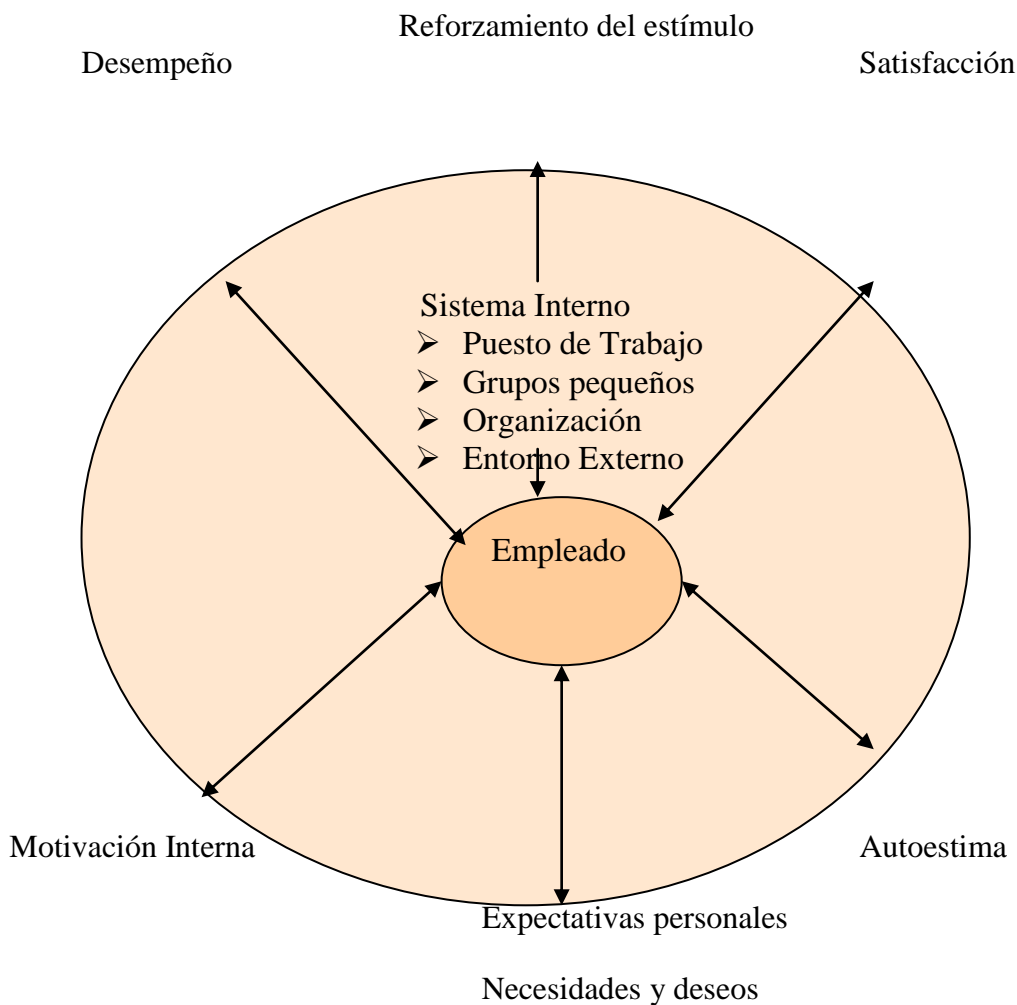 Reforzamiento del estímulo
Desempeño
Satisfacción
Sistema Interno
➢ Puesto de Trabajo
➢ Grupos pequeños
➢ Organización
➢ Entorno Externo
Empleado
Motivación Interna
Autoestima
Expectativas personales
Necesidades y deseos